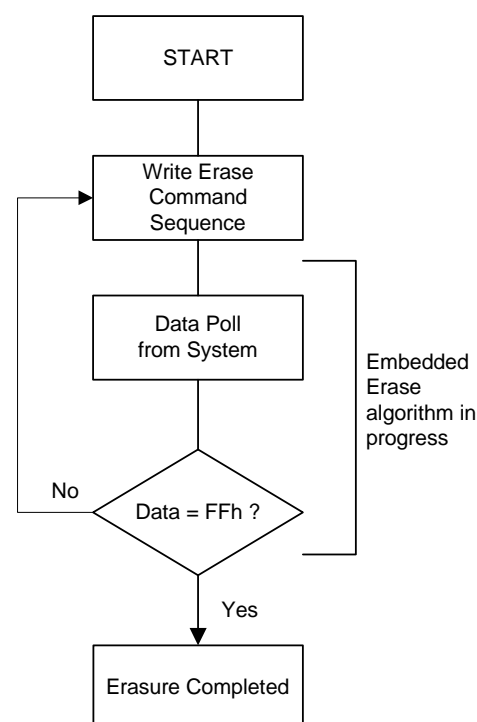 START
Write Erase
Command
Sequence
Data Poll
from System
Embedded
Erase
algorithm in
progress
No
Data = FFh ?
Yes
Erasure Completed